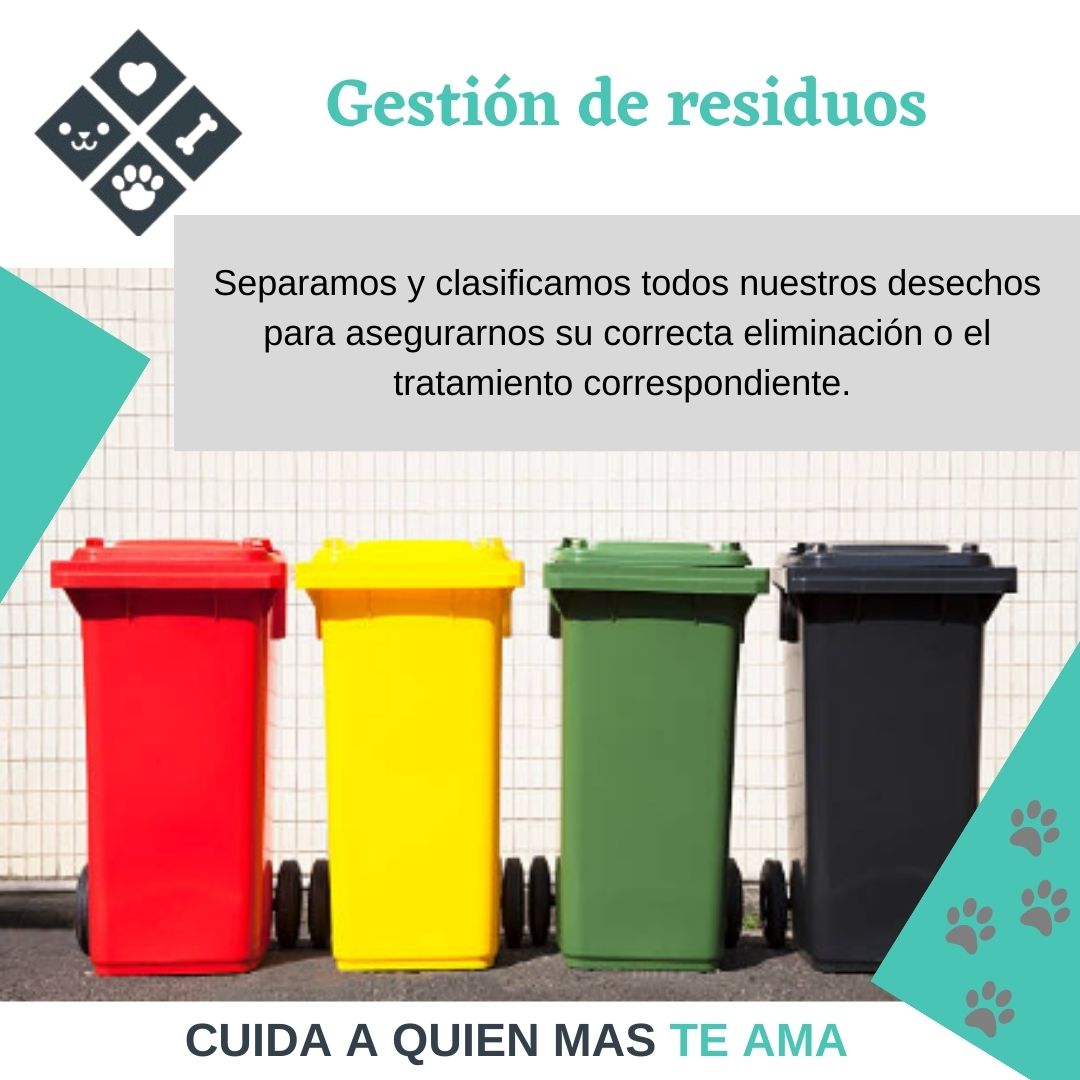 Gestión de residuos
Separamos y clasificamos todos nuestros desechos
para asegurarnos su correcta eliminación o el
tratamiento correspondiente.
CUIDA A QUIEN MAS TE AMA